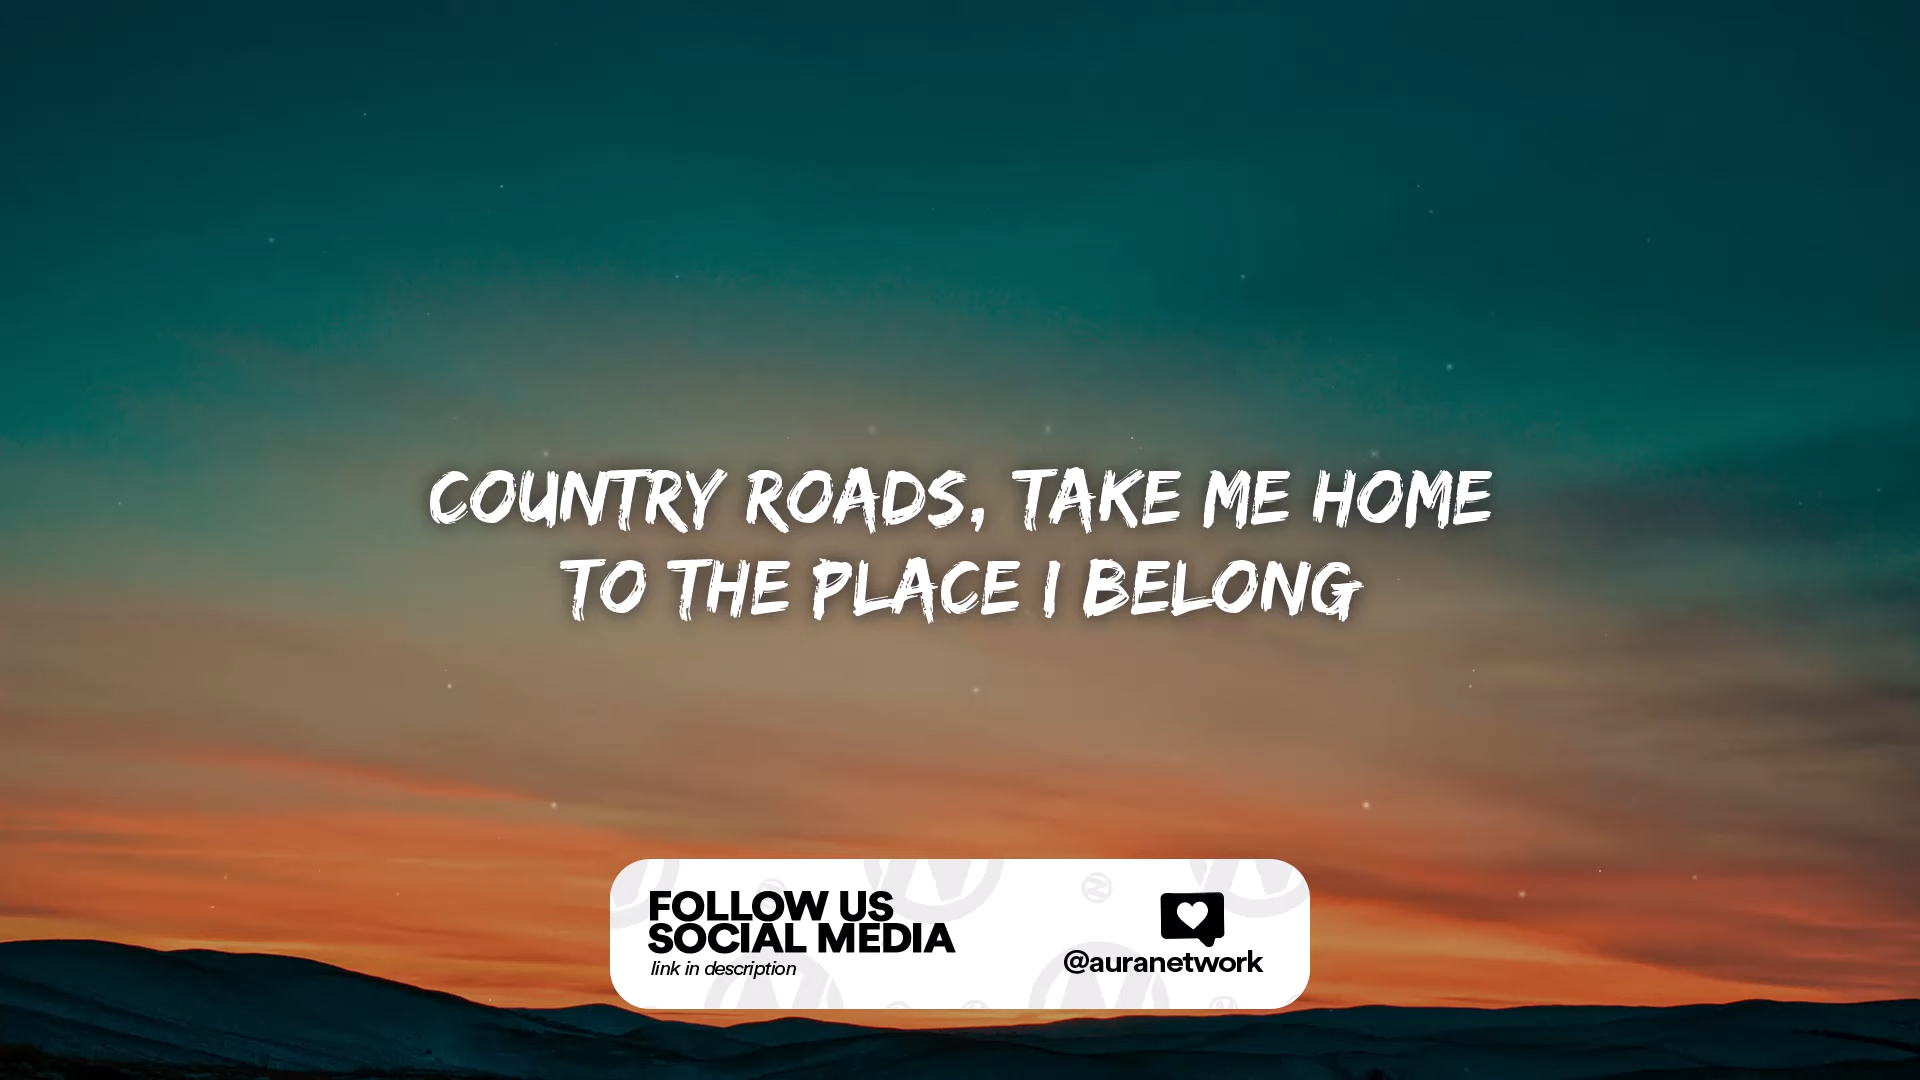 COUNTRY ROADS, TAKE ME HOME
TO THE PLACE I BELONG
FOLLOW US
SOCIAL MEDIA
link in description
@auranetwork